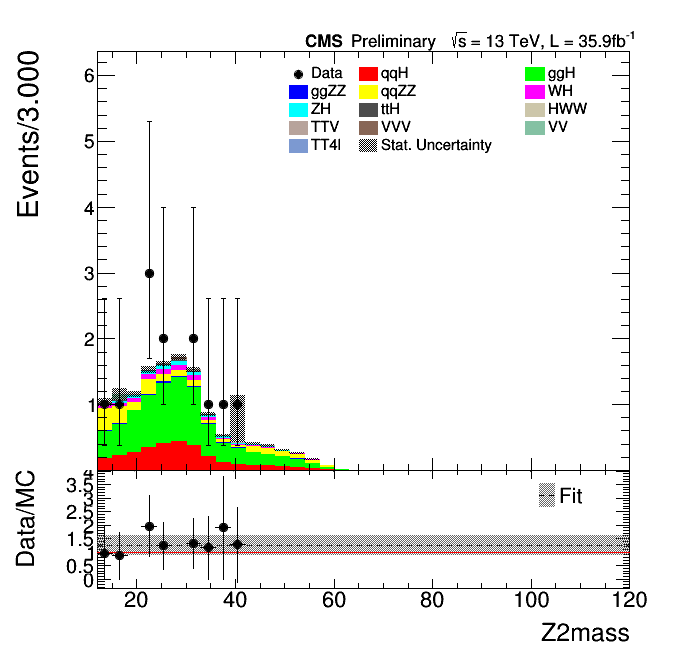 CMS Preliminary √s = 13 TeV, L = 35.9fb⁻¹
Events/3.000
6
5
4
3
2
1
Data
qqH
ggH
ggZZ
qqZZ
WH
ZH
ttH
HWW
TTV
VVV
VV
TT4l
Stat. Uncertainty
Data/MC
4
3.5
3
2.5
2
1.5
1
0.5
0
Fit
20
40
60
80
100
120
Z2mass